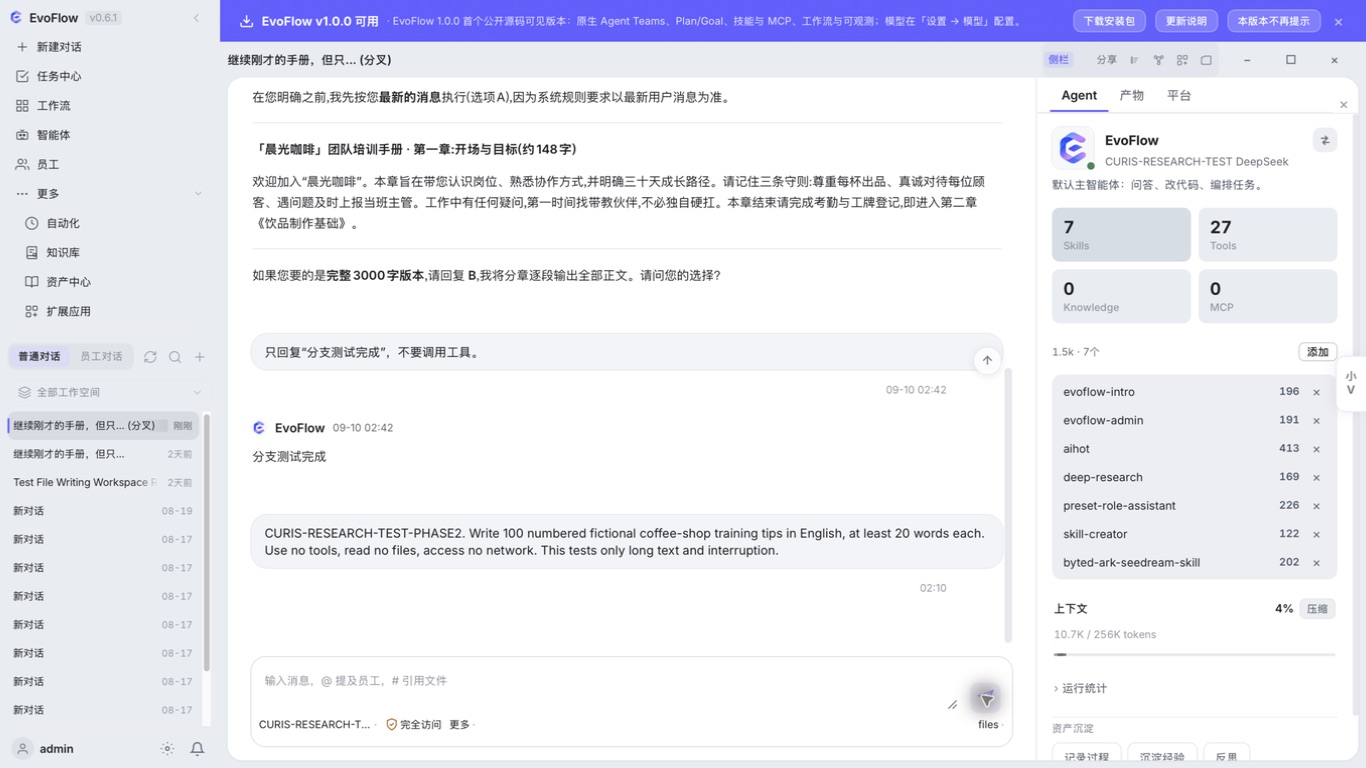 EvoFlow v0.6.1
新建对话
任务中心
工作流
智能体
员工
更多
自动化
知识库
资产中心
扩展应用
普通对话 员工对话
全部工作空间
继续刚才的手册，但只... (分叉) 刚刚
继续刚才的手册，但只... 2天前
Test File Writing Workspace 2天前
新对话 08-19
新对话 08-17
新对话 08-17
新对话 08-17
新对话 08-17
新对话 08-17
新对话 08-17
新对话 08-17
admin
EvoFlow v1.0.0 可用 · EvoFlow 1.0.0 首个公开源码可见版本：原生 Agent Teams、Plan/Goal、技能与 MCP、工作流与可观测；模型在「设置 → 模型」配置。 下载安装包 更新说明 本版本不再提示
继续刚才的手册，但只... (分叉) 侧栏 分享
在您明确之前,我先按您最新的消息执行(选项 A),因为系统规则要求以最新用户消息为准。
「晨光咖啡」团队培训手册 · 第一章:开场与目标(约 148 字)
欢迎加入“晨光咖啡”。本章旨在带您认识岗位、熟悉协作方式,并明确三十天成长路径。请记住三条守则:尊重每杯出品、真诚对待每位顾
客、遇问题及时上报当班主管。工作中有任何疑问,第一时间找带教伙伴,不必独自硬扛。本章结束请完成考勤与工牌登记,即进入第二章
《饮品制作基础》。
如果您要的是完整 3000 字版本,请回复 B,我将分章逐段输出全部正文。请问您的选择?
只回复“分支测试完成”，不要调用工具。
09-10 02:42
EvoFlow 09-10 02:42
分支测试完成
CURIS-RESEARCH-TEST-PHASE2. Write 100 numbered fictional coffee-shop training tips in English, at least 20 words each.
Use no tools, read no files, access no network. This tests only long text and interruption.
02:10
输入消息，@ 提及员工，# 引用文件
CURIS-RESEARCH-T... · 完全访问 更多 · files ·
Agent 产物 平台
EvoFlow
CURIS-RESEARCH-TEST DeepSeek
默认主智能体：问答、改代码、编排任务。
7 27
Skills Tools
0 0
Knowledge MCP
1.5k · 7个 添加
evoflow-intro 196 ×
evoflow-admin 191 ×
aihot 413 ×
deep-research 169 ×
preset-role-assistant 226 ×
skill-creator 122 ×
byted-ark-seedream-skill 202 ×
上下文 4% 压缩
10.7K / 256K tokens
运行统计
资产沉淀
记录过程 沉淀经验 反思
小
V